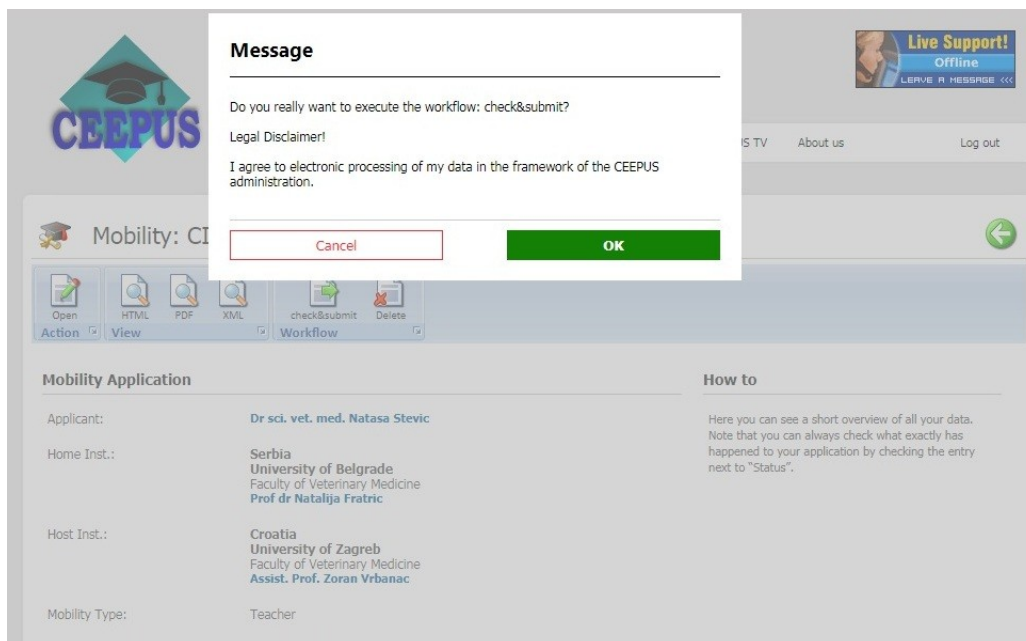 CEEPUS
Message
Do you really want to execute the workflow: check&submit?
Legal Disclaimer!
I agree to electronic processing of my data in the framework of the CEEPUS
administration.
Cancel
OK
Live Support!
Offline
LEAVE A MESSAGE <<<
TV
About us
Log out
Mobility:
Open
HTML
PDF
XML
check&submit
Delete
Action
View
Workflow
Mobility Application
Applicant:
Dr sci. vet. med. Natasa Stevic
Home Inst.:
Serbia
University of Belgrade
Faculty of Veterinary Medicine
Prof dr Natalija Fratric
Host Inst.:
Croatia
University of Zagreb
Faculty of Veterinary Medicine
Assist. Prof. Zoran Vrbanac
Mobility Type:
Teacher
How to
Here you can see a short overview of all your data.
Note that you can always check what exactly has
happened to your application by checking the entry
next to "Status".